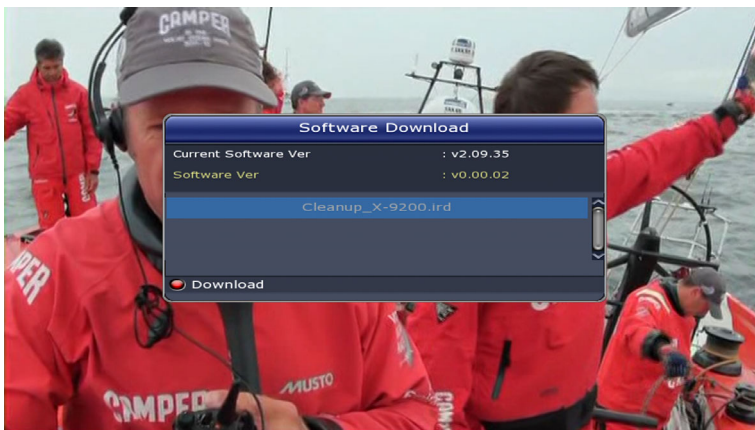 CAMPER
Software Download
Current Software Ver : v2.09.35
Software Ver : v0.00.02
Cleanup_X-9200.ird
Download
CAMPER
MUSTO